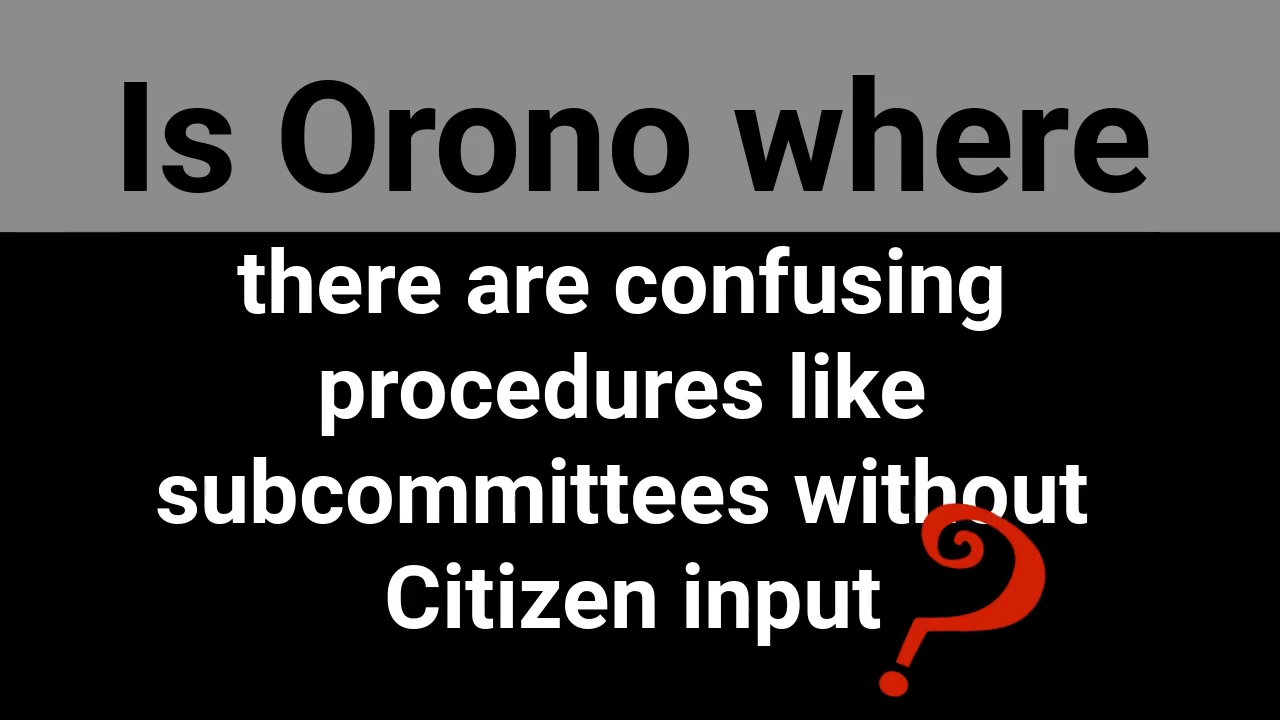 Is Orono where
there are confusing
procedures like
subcommittees without
Citizen input?